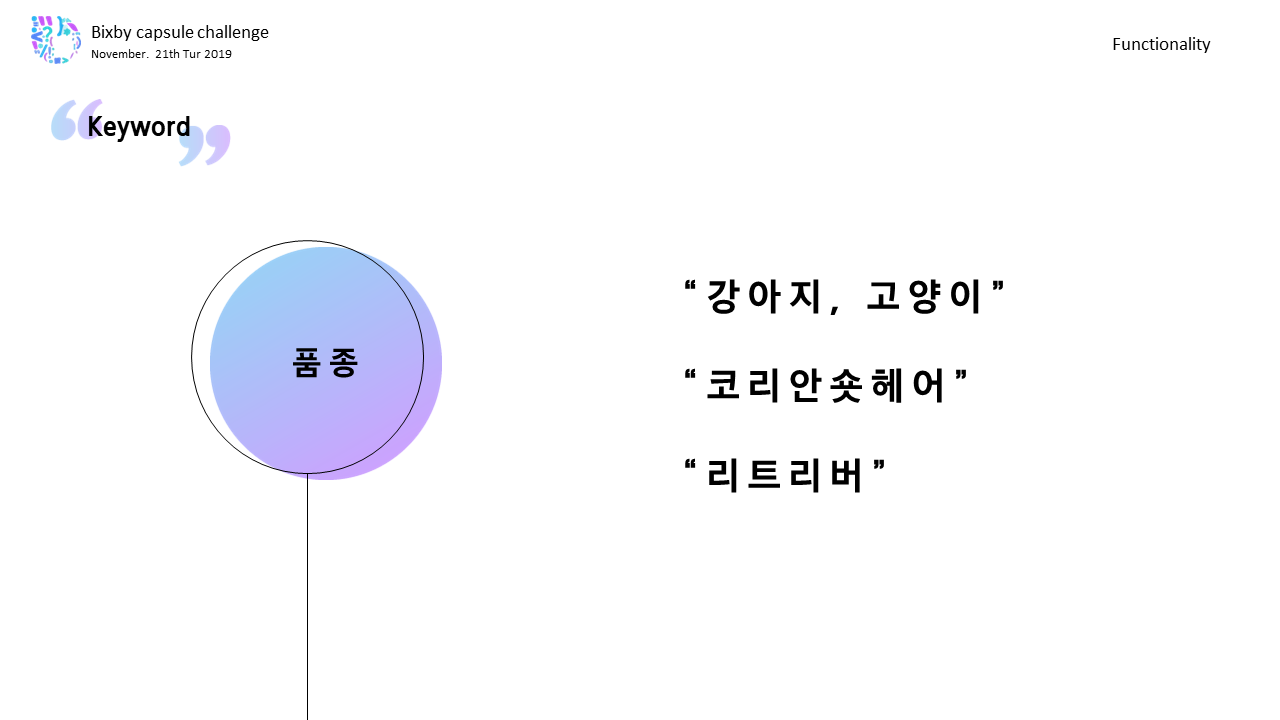 Bixby capsule challenge
November. 21th Tur 2019
Functionality
“Keyword”
품종
“강아지, 고양이”
“코리안숏헤어”
“리트리버”